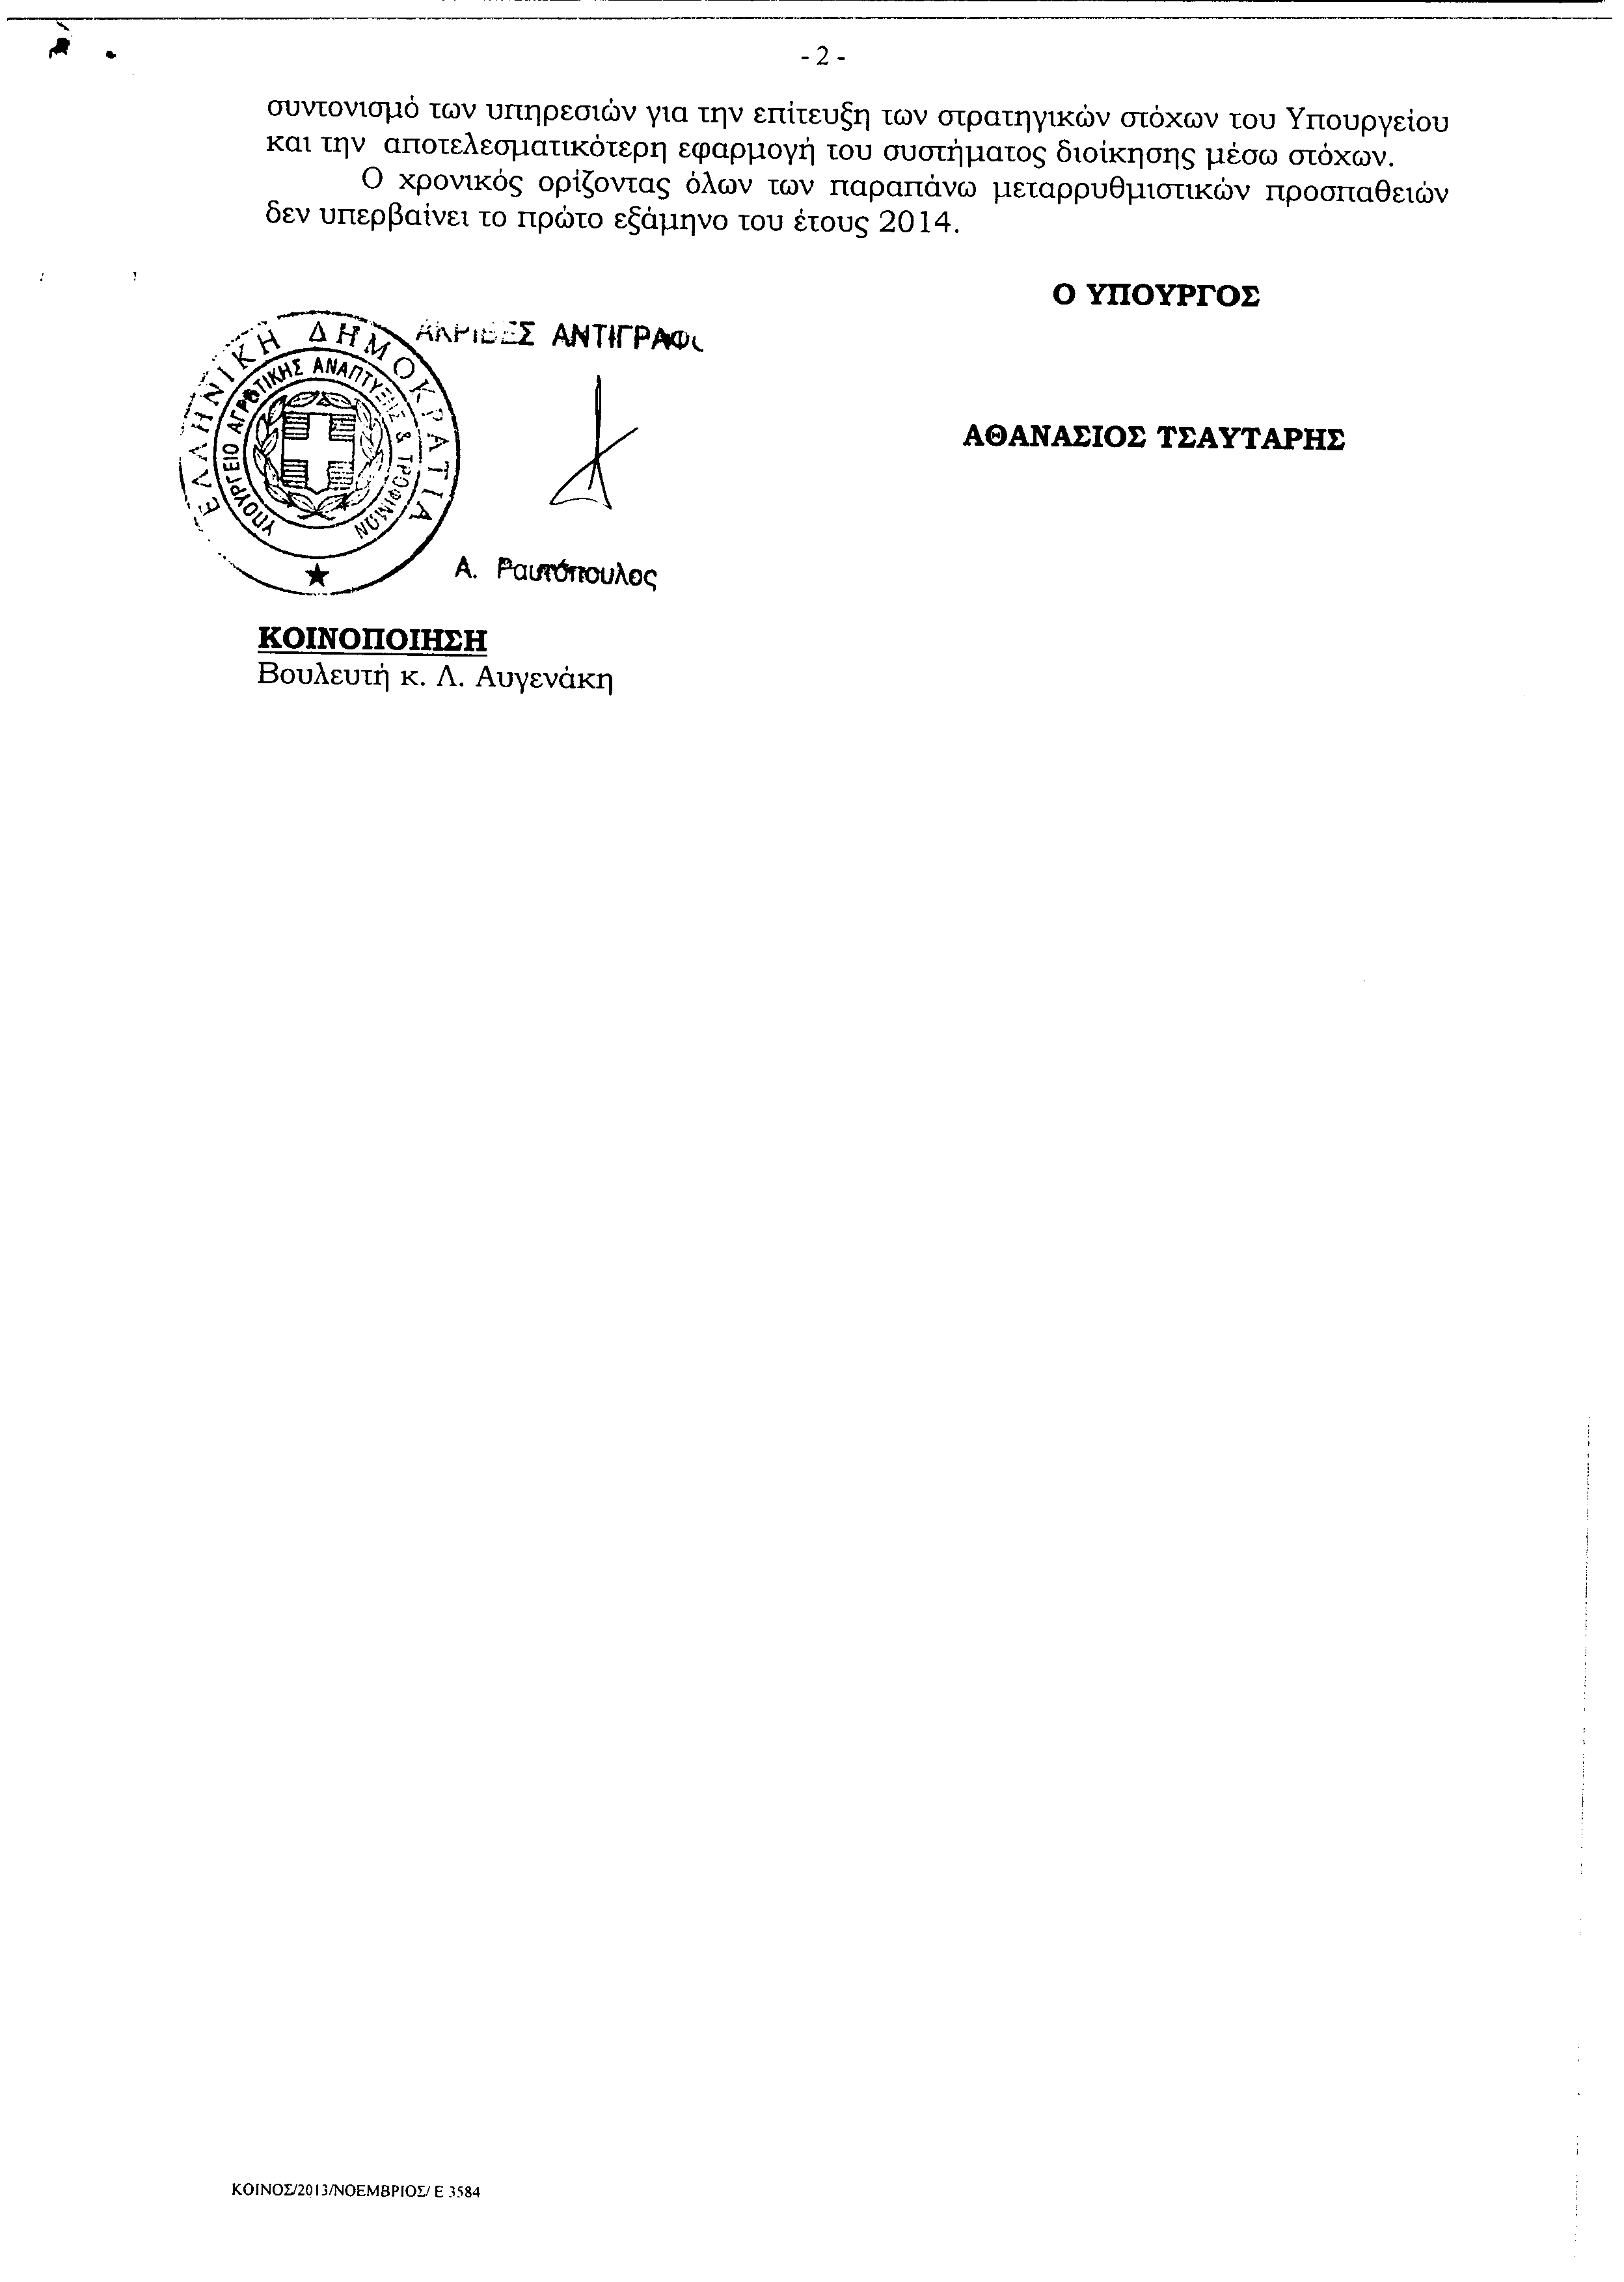 - 2 -
συντονισμό των υπηρεσιών για την επίτευξη των στρατηγικών στόχων του Υπουργείου
και την αποτελεσματικότερη εφαρμογή του συστήματος διοίκησης μέσω στόχων.
Ο χρονικός ορίζοντας όλων των παραπάνω μεταρρυθμιστικών προσπαθειών
δεν υπερβαίνει το πρώτο εξάμηνο του έτους 2014.
Ο ΥΠΟΥΡΓΟΣ
ΑΚΡΙΒΕΣ ΑΝΤΙΓΡΑΦΟ
ΕΛΛΗΝΙΚΗ ΔΗΜΟΚΡΑΤΙΑ
ΥΠΟΥΡΓΕΙΟ ΑΓΡΟΤΙΚΗΣ ΑΝΑΠΤΥΞΗΣ & ΤΡΟΦΙΜΩΝ
ΑΘΑΝΑΣΙΟΣ ΤΣΑΥΤΑΡΗΣ
Α.
ΚΟΙΝΟΠΟΙΗΣΗ
Βουλευτή κ. Λ. Αυγενάκη
ΚΟΙΝΟΣ/2013/ΝΟΕΜΒΡΙΟΣ/ Ε 3584